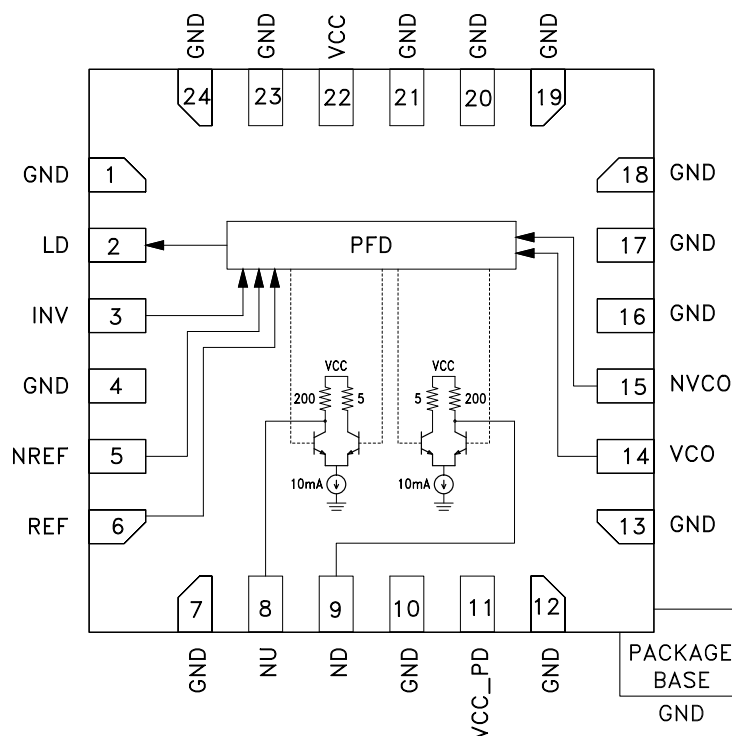 GND
GND
VCC
GND
GND
GND
24
23
22
21
20
19
GND
1
18
GND
LD
2
PFD
17
GND
INV
3
16
GND
GND
4
VCC
200
5
VCC
5
200
15
NVCO
NREF
5
14
VCO
10mA
10mA
REF
6
13
GND
7
8
9
10
11
12
GND
NU
ND
GND
VCC_PD
GND
PACKAGE
BASE
GND